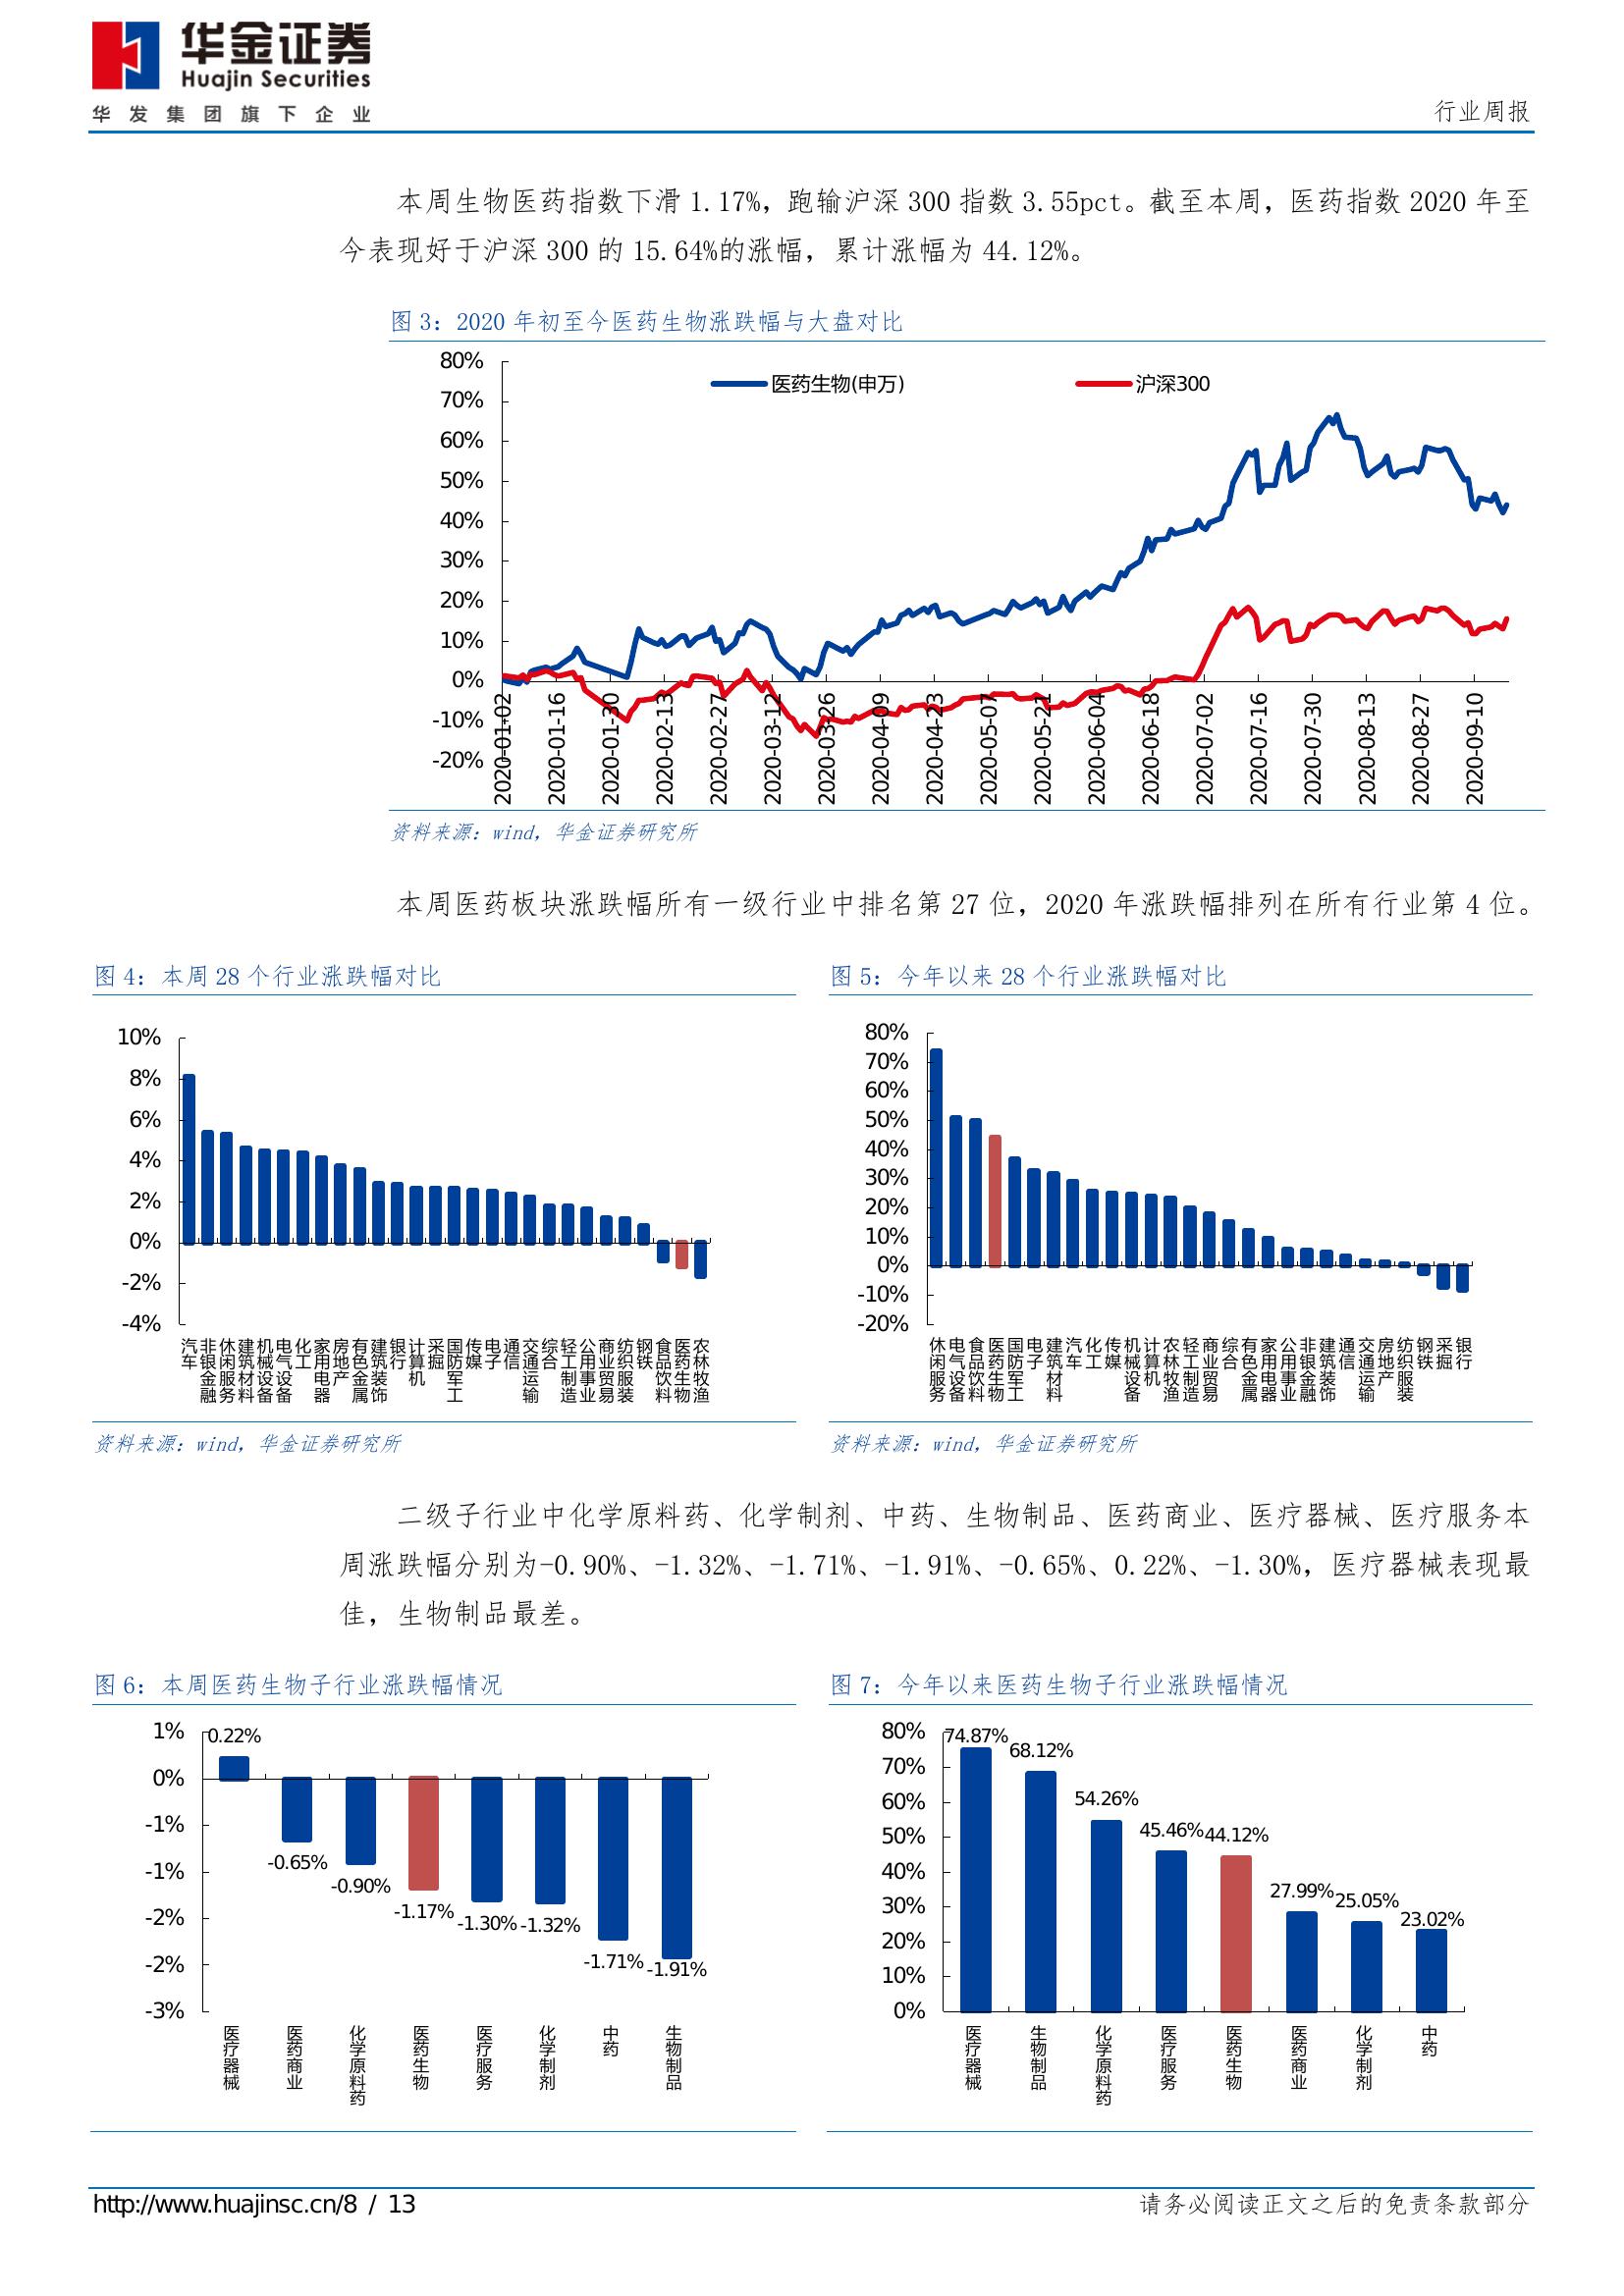 华金证券
Huajin Securities
华发集团旗下企业
行业周报
本周生物医药指数下滑 1.17%，跑输沪深 300 指数 3.55pct。截至本周，医药指数 2020 年至
今表现好于沪深 300 的 15.64%的涨幅，累计涨幅为 44.12%。
图 3：2020 年初至今医药生物涨跌幅与大盘对比
医药生物(申万)
沪深300
80%
70%
60%
50%
40%
30%
20%
10%
0%
-10%
-20%
2020-01-02
2020-01-16
2020-01-30
2020-02-13
2020-02-27
2020-03-12
2020-03-26
2020-04-09
2020-04-23
2020-05-07
2020-05-21
2020-06-04
2020-06-18
2020-07-02
2020-07-16
2020-07-30
2020-08-13
2020-08-27
2020-09-10
资料来源：wind，华金证券研究所
本周医药板块涨跌幅所有一级行业中排名第 27 位，2020 年涨跌幅排列在所有行业第 4 位。
图 4：本周 28 个行业涨跌幅对比
10%
8%
6%
4%
2%
0%
-2%
-4%
汽车
非银金融
休闲服务
建筑材料
机械设备
电气设备
化工
家用电器
房地产
有色金属
建筑装饰
银行
计算机
采掘
国防军工
传媒
电子
通信
交通运输
综合
轻工制造
公用事业
商业贸易
纺织服装
钢铁
食品饮料
医药生物
农林牧渔
资料来源：wind，华金证券研究所
图 5：今年以来 28 个行业涨跌幅对比
80%
70%
60%
50%
40%
30%
20%
10%
0%
-10%
-20%
休闲服务
电气设备
食品饮料
医药生物
国防军工
电子
建筑材料
汽车
化工
传媒
机械设备
计算机
农林牧渔
轻工制造
商业贸易
综合
有色金属
家用电器
公用事业
非银金融
建筑装饰
通信
交通运输
房地产
纺织服装
钢铁
采掘
银行
资料来源：wind，华金证券研究所
二级子行业中化学原料药、化学制剂、中药、生物制品、医药商业、医疗器械、医疗服务本
周涨跌幅分别为-0.90%、-1.32%、-1.71%、-1.91%、-0.65%、0.22%、-1.30%，医疗器械表现最
佳，生物制品最差。
图 6：本周医药生物子行业涨跌幅情况
1%
0%
-1%
-1%
-2%
-2%
-3%
0.22%
-0.65%
-0.90%
-1.17%
-1.30%
-1.32%
-1.71%
-1.91%
医疗器械
医药商业
化学原料药
医药生物
医疗服务
化学制剂
中药
生物制品
图 7：今年以来医药生物子行业涨跌幅情况
80%
70%
60%
50%
40%
30%
20%
10%
0%
74.87%
68.12%
54.26%
45.46%
44.12%
27.99%
25.05%
23.02%
医疗器械
生物制品
化学原料药
医疗服务
医药生物
医药商业
化学制剂
中药
http://www.huajinsc.cn/8 / 13
请务必阅读正文之后的免责条款部分